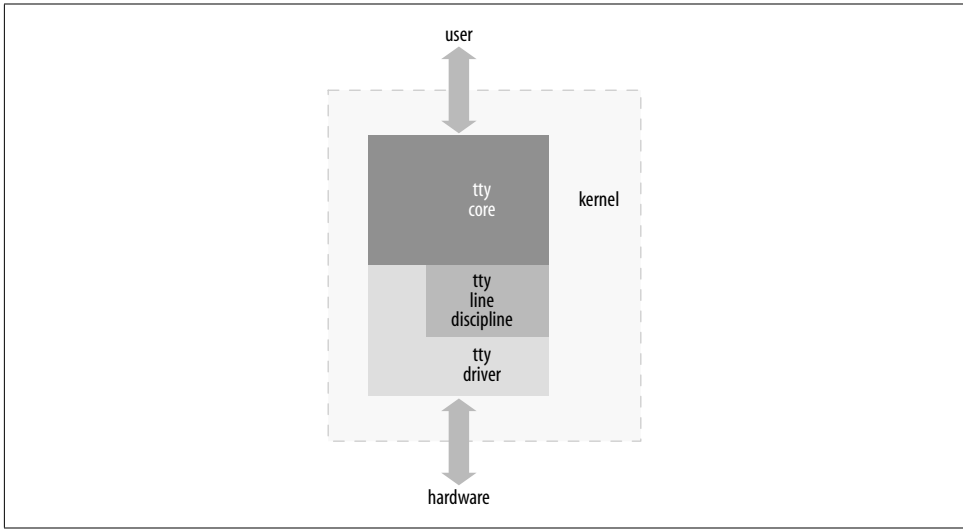 user
tty
core
kernel
tty
line
discipline
tty
driver
hardware